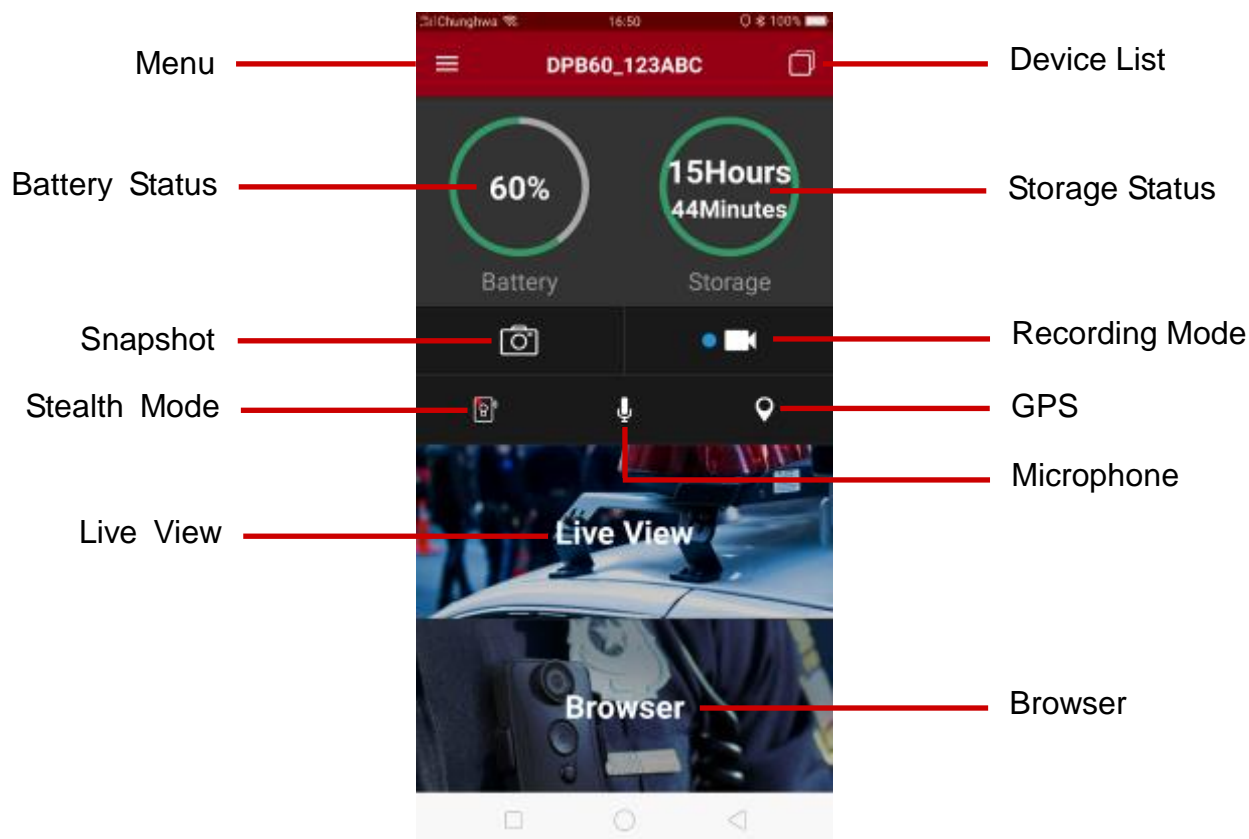 Chunghwa 16:50 100%
Menu DPB60_123ABC Device List
Battery Status 60% 15Hours Storage Status
44Minutes
Battery Storage
Snapshot Recording Mode
Stealth Mode GPS
Microphone
Live View Live View
Browser Browser